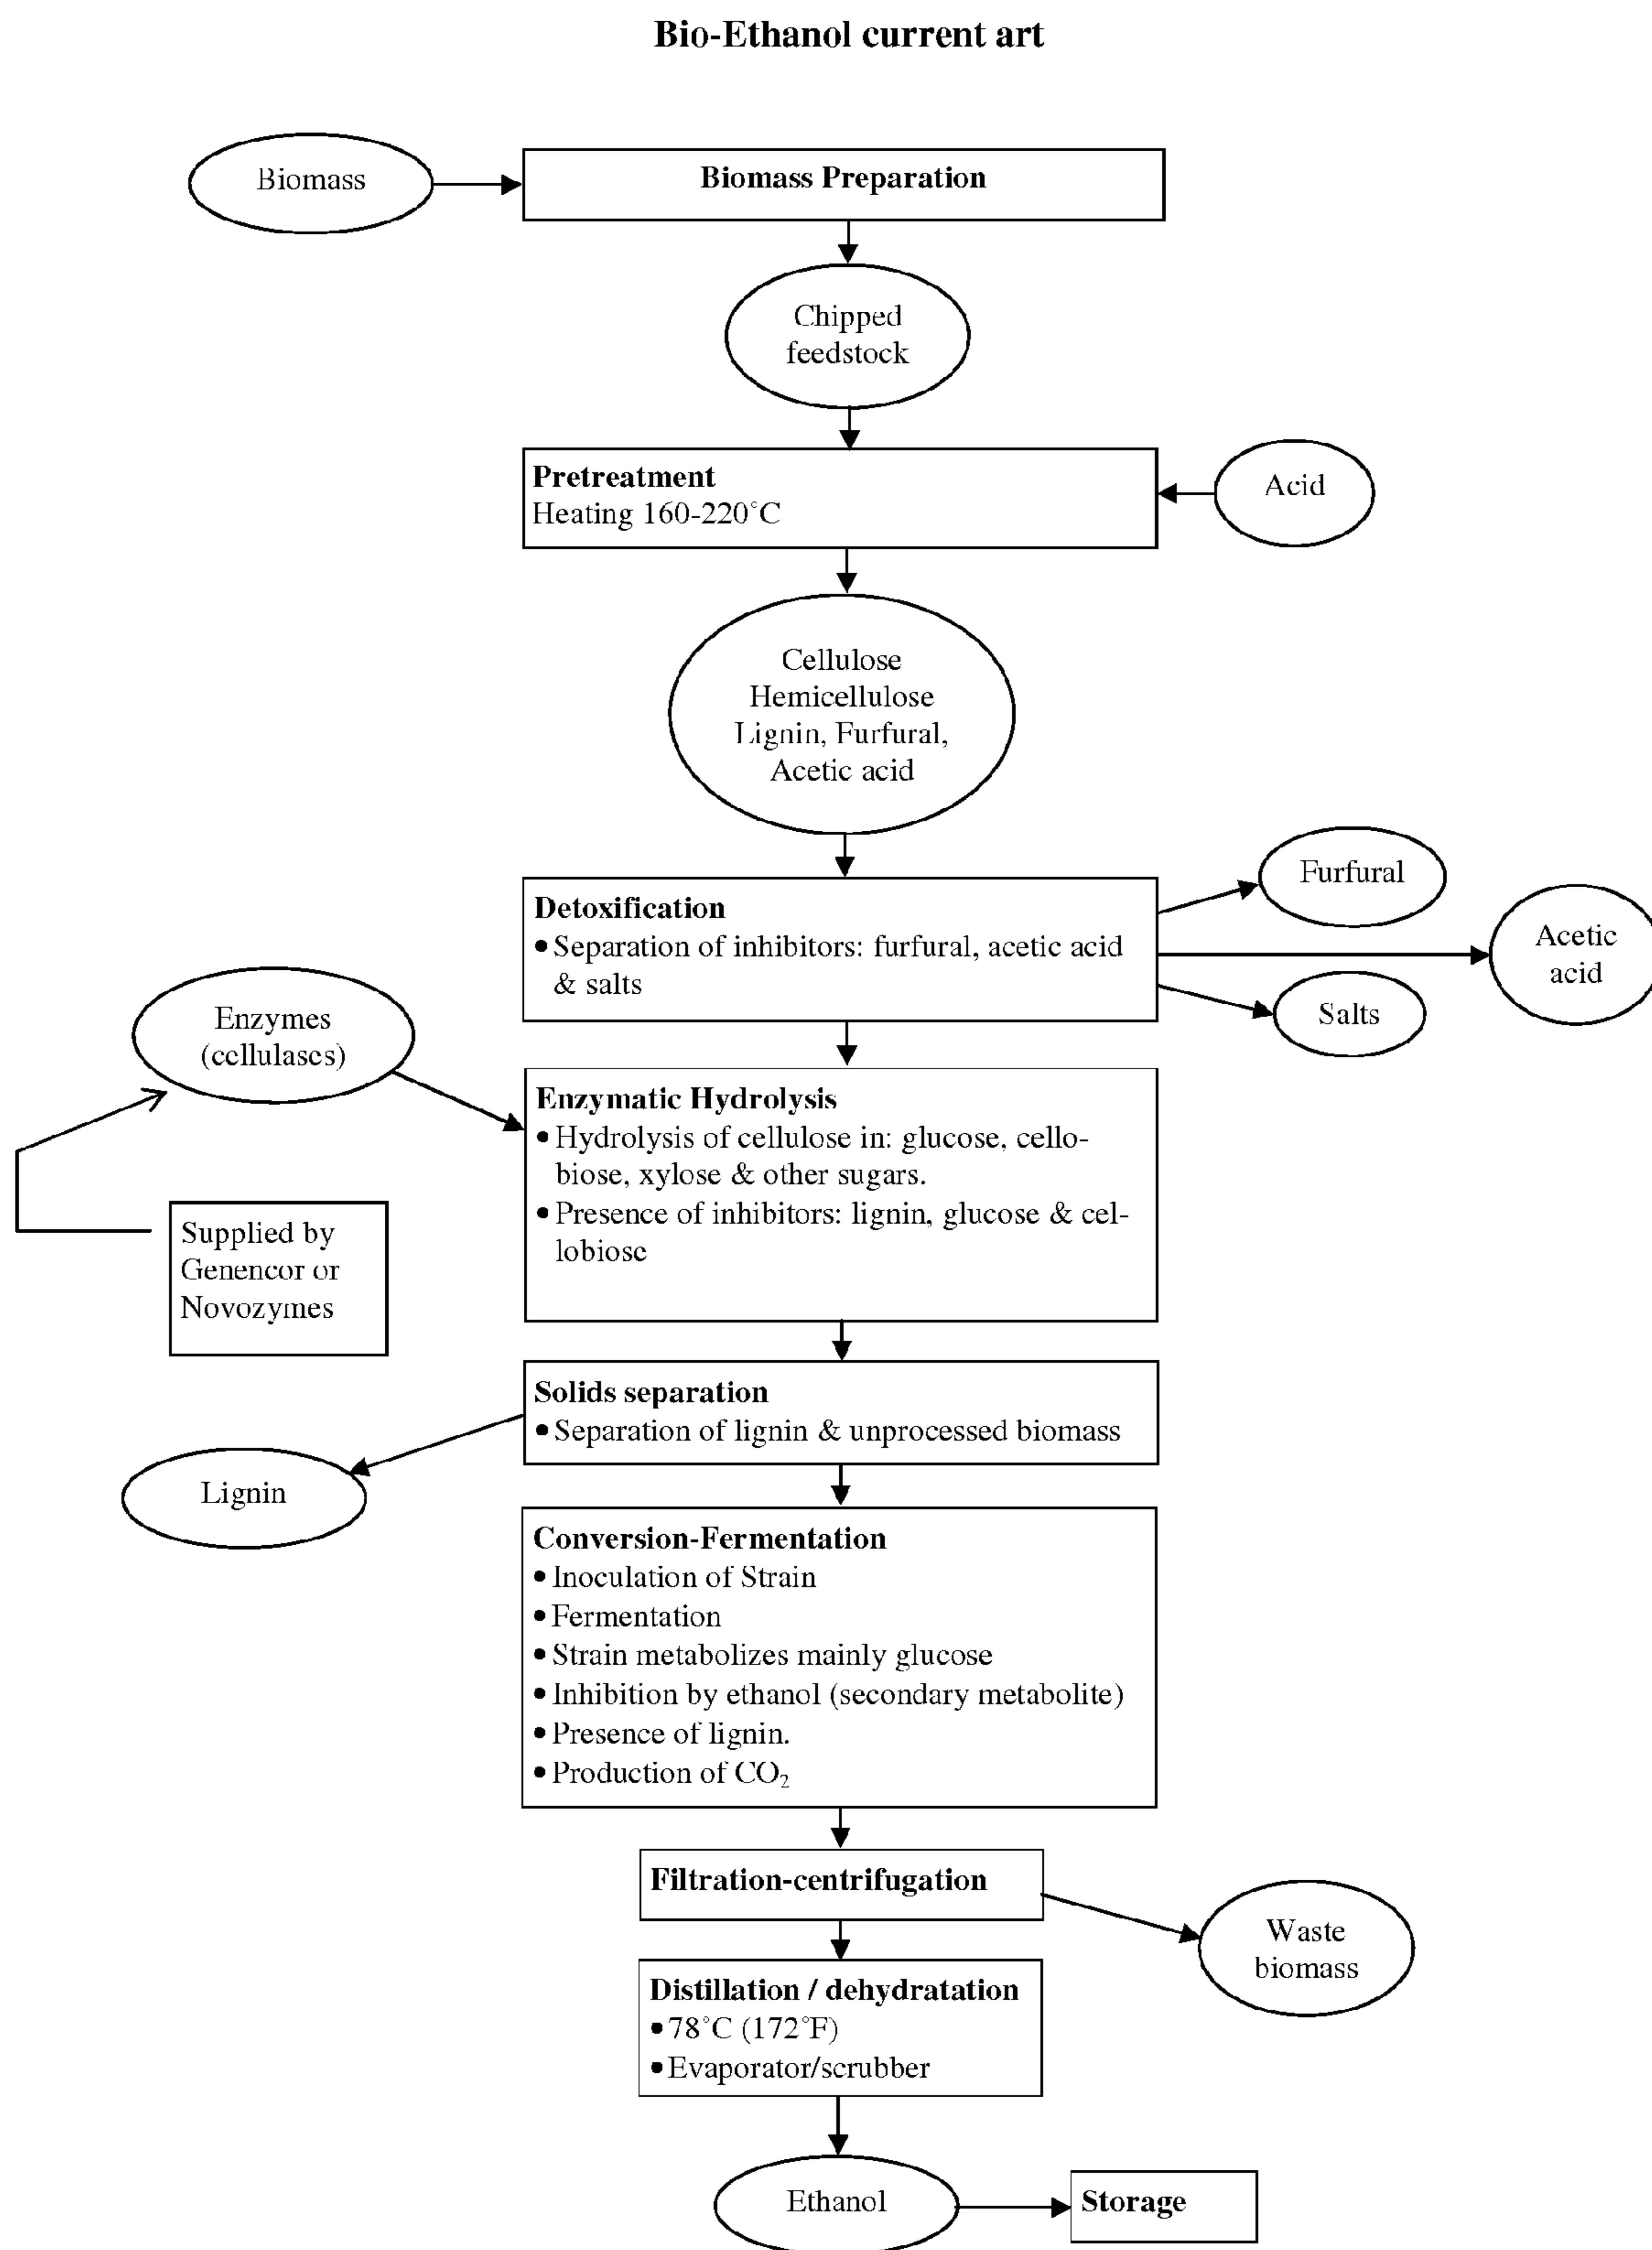 Bio-Ethanol current art
Biomass
Biomass Preparation
Chipped
feedstock
Pretreatment
Heating 160-220°C
Acid
Cellulose
Hemicellulose
Lignin, Furfural,
Acetic acid
Detoxification
• Separation of inhibitors: furfural, acetic acid
& salts
Furfural
Acetic
acid
Salts
Enzymes
(cellulases)
Supplied by
Genencor or
Novozymes
Enzymatic Hydrolysis
• Hydrolysis of cellulose in: glucose, cello-
biose, xylose & other sugars.
• Presence of inhibitors: lignin, glucose & cel-
lobiose
Solids separation
• Separation of lignin & unprocessed biomass
Lignin
Conversion-Fermentation
• Inoculation of Strain
• Fermentation
• Strain metabolizes mainly glucose
• Inhibition by ethanol (secondary metabolite)
• Presence of lignin.
• Production of CO₂
Filtration-centrifugation
Waste
biomass
Distillation / dehydratation
• 78°C (172°F)
• Evaporator/scrubber
Ethanol
Storage